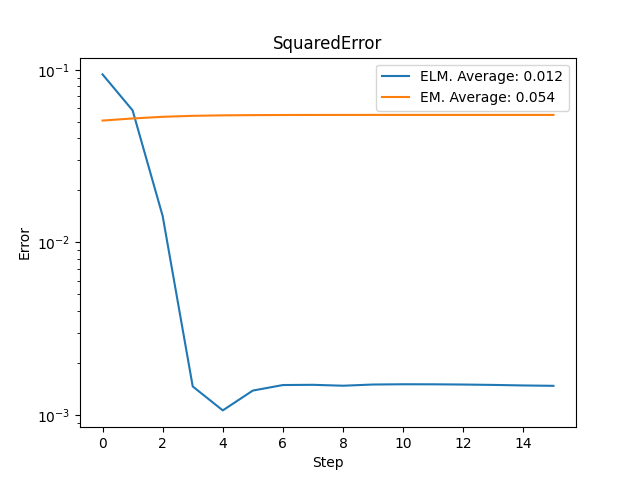 SquaredError
ELM. Average: 0.012
EM. Average: 0.054
10⁻¹
10⁻²
10⁻³
Error
0 2 4 6 8 10 12 14
Step